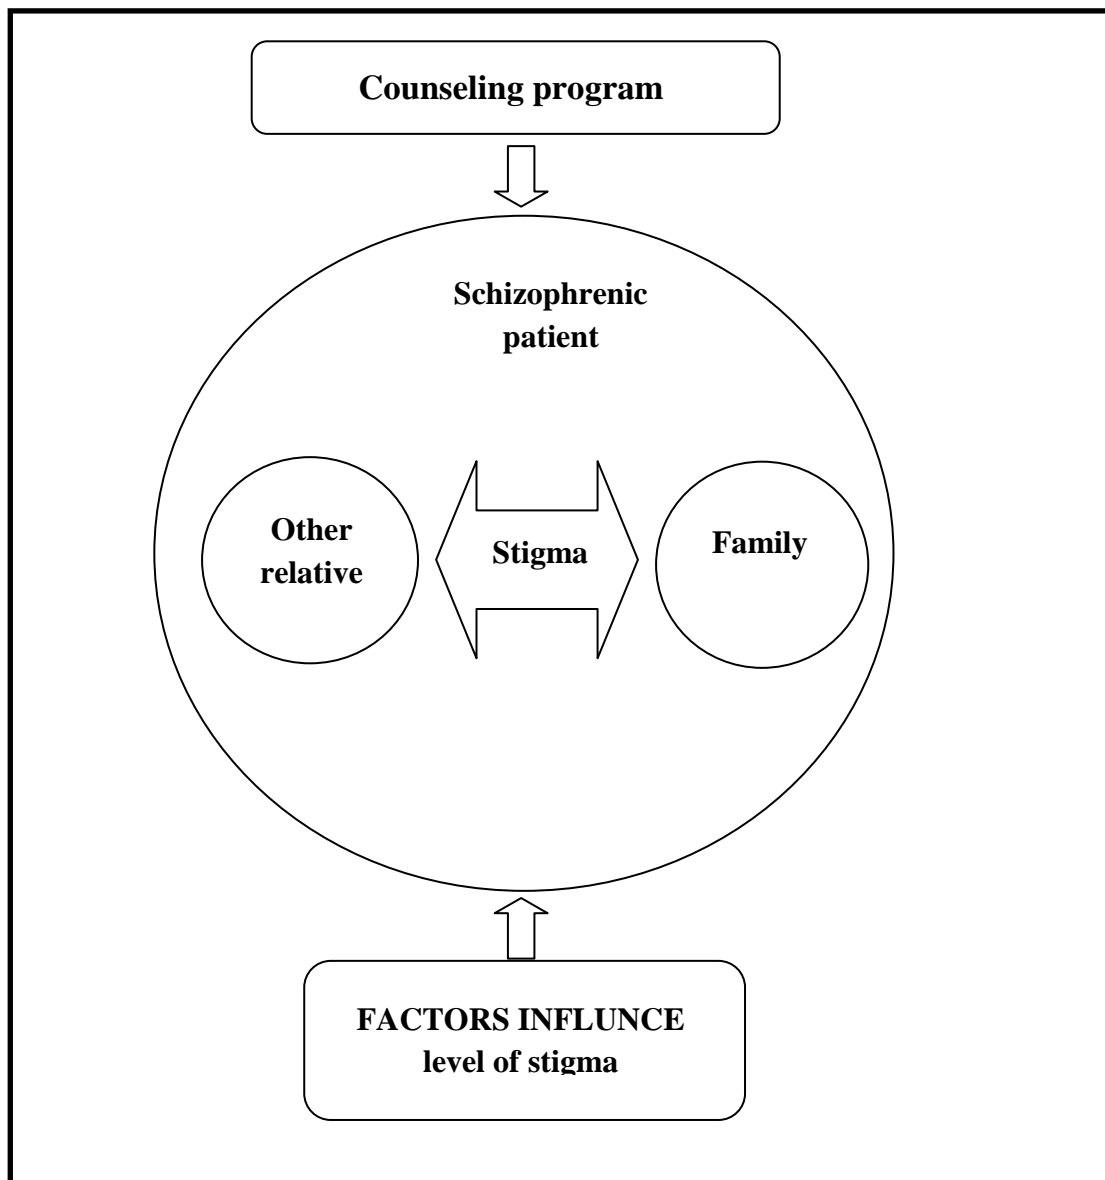 Counseling program
Schizophrenic
patient
Other
relative
Stigma
Family
FACTORS INFLUNCE
level of stigma